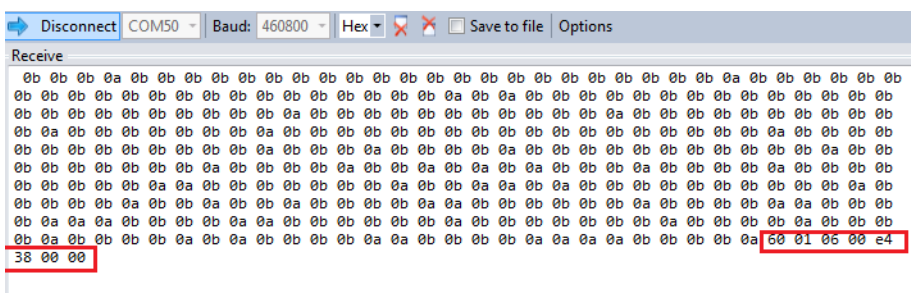 Disconnect COM50 Baud: 460800 Hex Save to file Options
Receive
0b 0b 0b 0a 0b 0b 0b 0b 0b 0b 0b 0b 0b 0b 0b 0b 0b 0b 0b 0b 0b 0b 0b 0b 0b 0b 0a 0b 0b 0b 0b 0b 0b
0b 0b 0b 0b 0b 0b 0b 0b 0b 0b 0b 0b 0b 0b 0b 0b 0a 0b 0a 0b 0b 0b 0b 0b 0b 0b 0b 0b 0b 0b 0b 0b 0b
0b 0b 0b 0b 0b 0b 0b 0b 0b 0b 0a 0b 0b 0b 0b 0b 0b 0b 0b 0b 0b 0b 0a 0b 0b 0b 0b 0b 0b 0b 0b 0b 0b
0b 0a 0b 0b 0b 0b 0b 0b 0b 0a 0b 0b 0b 0b 0b 0b 0b 0b 0b 0b 0b 0b 0b 0b 0b 0b 0b 0b 0a 0b 0b 0b 0b
0b 0b 0b 0b 0b 0b 0b 0b 0b 0a 0b 0b 0b 0a 0b 0b 0b 0b 0b 0b 0b 0b 0b 0b 0b 0b 0b 0b 0a 0b 0b 0b 0b
0b 0b 0b 0b 0b 0b 0b 0a 0b 0b 0b 0b 0a 0b 0b 0a 0b 0a 0b 0a 0b 0b 0b 0a 0b 0b 0b 0b 0a 0b 0b 0b 0b
0b 0b 0b 0b 0b 0a 0a 0b 0b 0b 0b 0b 0b 0b 0a 0b 0b 0a 0b 0b 0a 0b 0b 0b 0b 0b 0b 0b 0b 0b 0b 0a 0b
0b 0b 0b 0b 0a 0b 0b 0a 0b 0b 0a 0b 0b 0b 0b 0a 0a 0b 0b 0b 0b 0b 0b 0a 0b 0b 0b 0b 0a 0a 0b 0b 0b
0b 0a 0a 0a 0b 0b 0b 0b 0a 0a 0b 0b 0b 0b 0b 0b 0a 0b 0b 0b 0b 0b 0b 0b 0a 0b 0b 0b 0b 0a 0b 0b 0b
0b 0a 0b 0b 0b 0b 0a 0b 0a 0b 0b 0b 0b 0a 0a 0b 0b 0b 0b 0a 0a 0a 0a 0b 0b 0b 0b 0a 60 01 06 00 e4
38 00 00